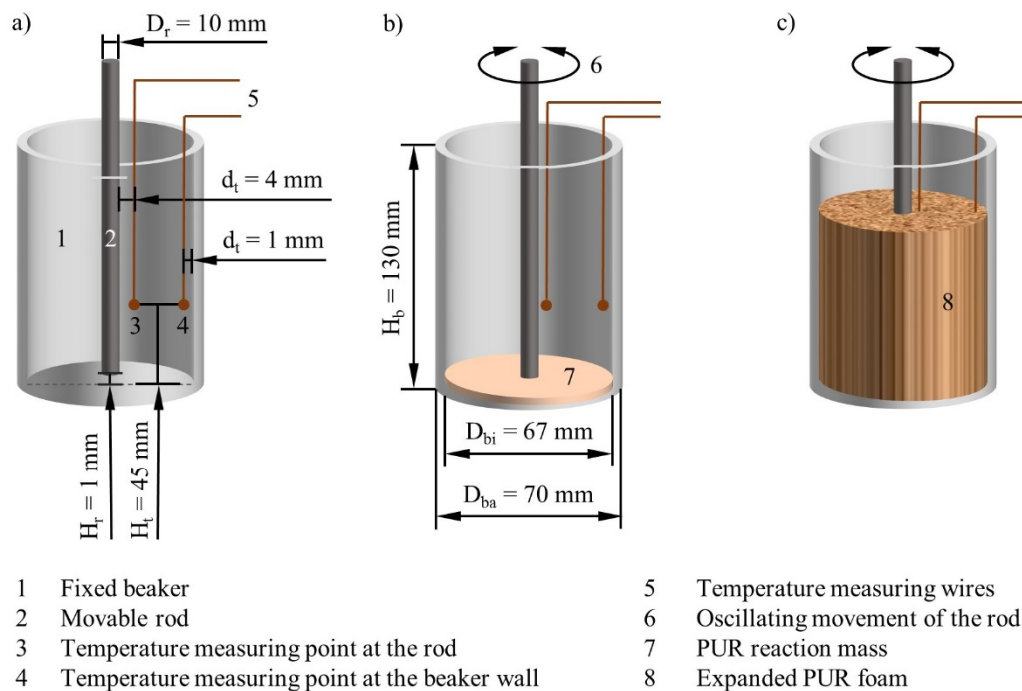 a)
D_r = 10 mm
5
d_t = 4 mm
1
2
d_t = 1 mm
3
4
H_r = 1 mm
H_t = 45 mm
b)
6
H_b = 130 mm
7
D_bi = 67 mm
D_ba = 70 mm
c)
8
1 Fixed beaker
2 Movable rod
3 Temperature measuring point at the rod
4 Temperature measuring point at the beaker wall
5 Temperature measuring wires
6 Oscillating movement of the rod
7 PUR reaction mass
8 Expanded PUR foam